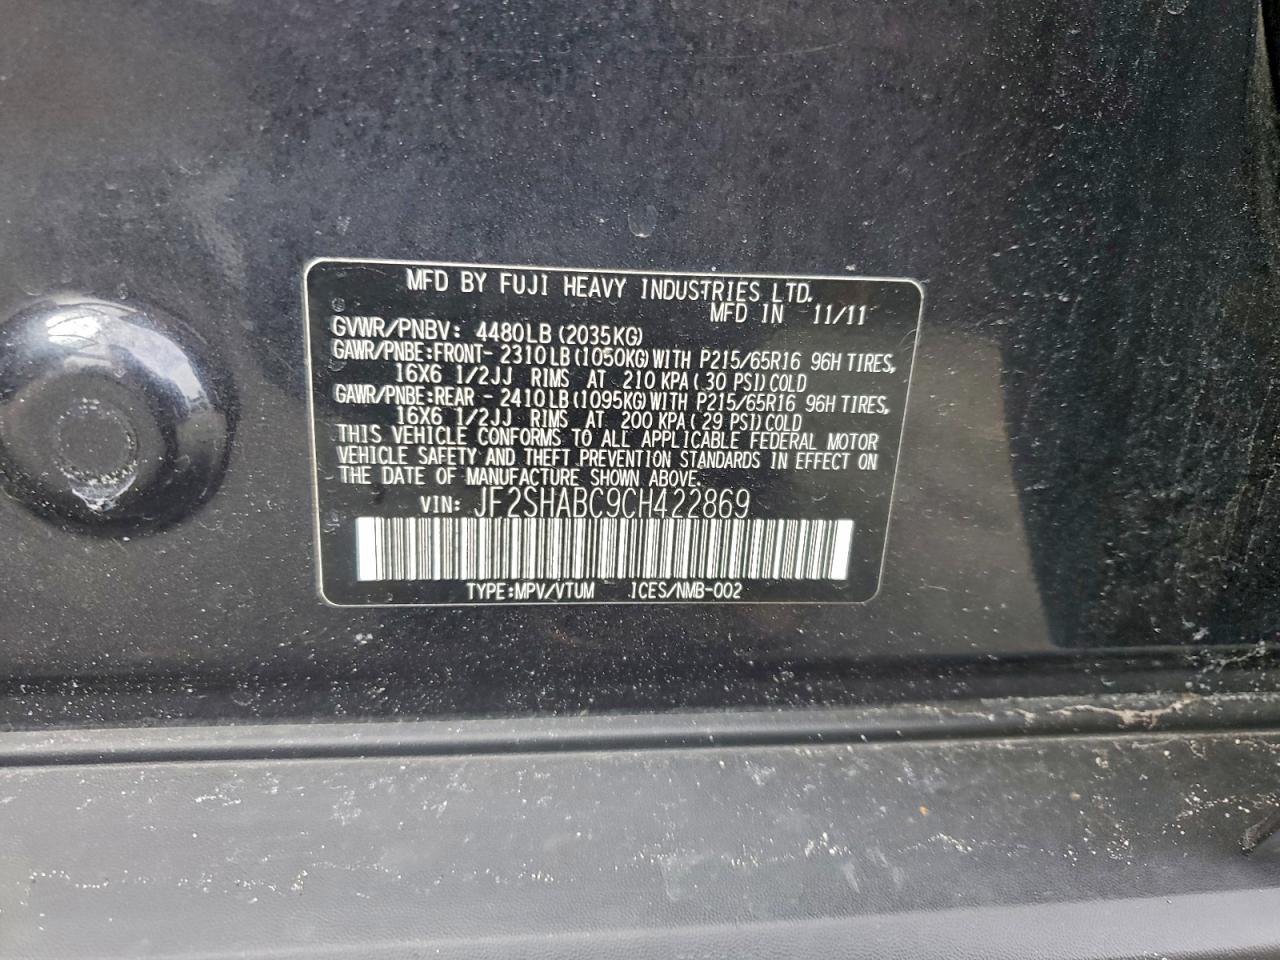 MFD BY FUJI HEAVY INDUSTRIES LTD.
MFD IN 11/11
GVWR/PNBV: 4480LB (2035KG)
GAWR/PNBE:FRONT- 2310LB(1050KG)WITH P215/65R16 96H TIRES,
16X6 1/2JJ RIMS AT 210 KPA( 30 PSI)COLD
GAWR/PNBE:REAR - 2410LB(1095KG)WITH P215/65R16 96H TIRES,
16X6 1/2JJ RIMS AT 200 KPA( 29 PSI)COLD
THIS VEHICLE CONFORMS TO ALL APPLICABLE FEDERAL MOTOR
VEHICLE SAFETY AND THEFT PREVENTION STANDARDS IN EFFECT ON
THE DATE OF MANUFACTURE SHOWN ABOVE.
VIN: JF2SHABC9CH422869
TYPE:MPV/VTUM ICES/NMB-002